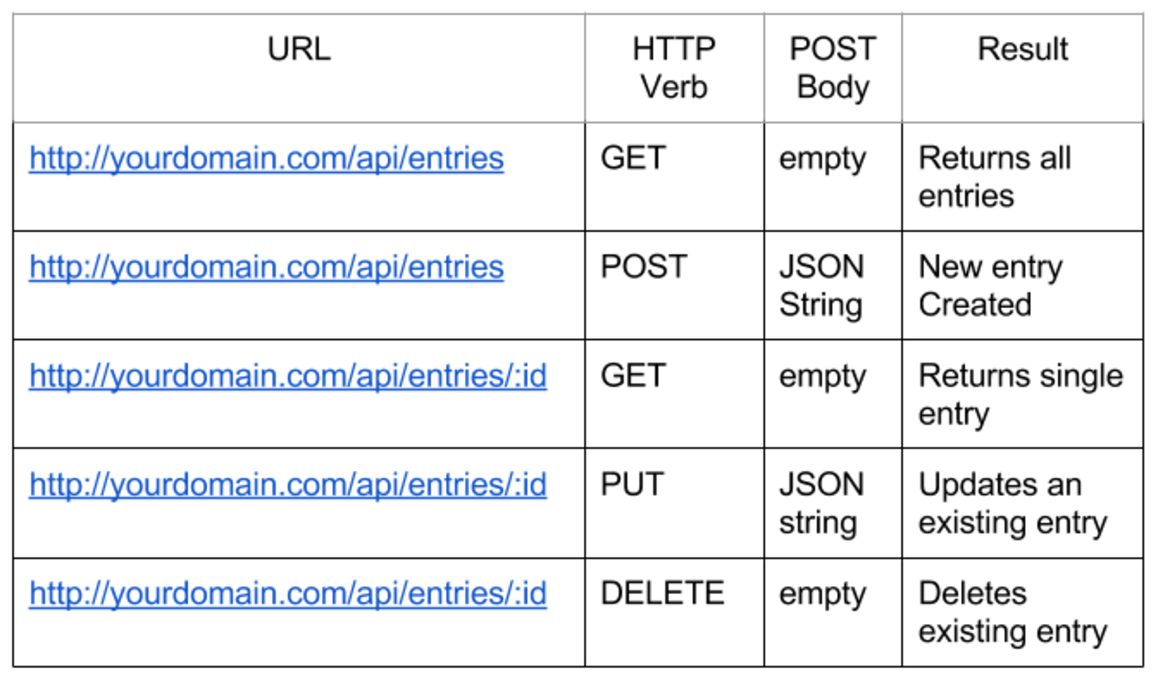 URL HTTP Verb POST Body Result
http://yourdomain.com/api/entries GET empty Returns all entries
http://yourdomain.com/api/entries POST JSON String New entry Created
http://yourdomain.com/api/entries/:id GET empty Returns single entry
http://yourdomain.com/api/entries/:id PUT JSON string Updates an existing entry
http://yourdomain.com/api/entries/:id DELETE empty Deletes existing entry